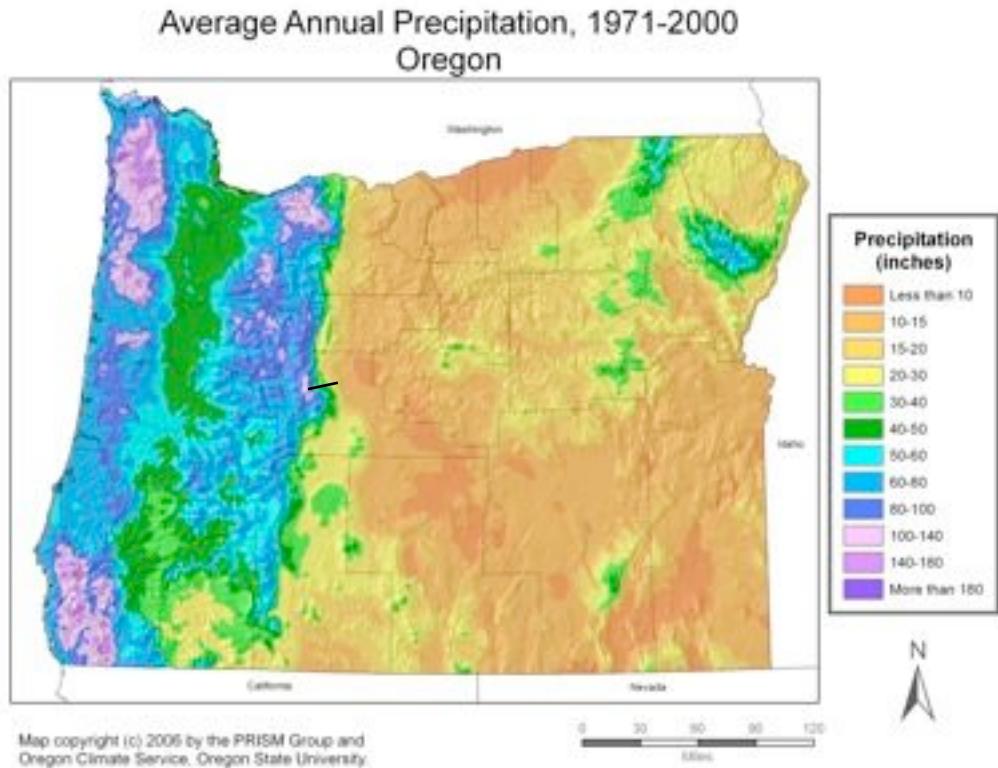 Average Annual Precipitation, 1971-2000
Oregon
Washington
Idaho
California
Nevada
Precipitation
(inches)
Less than 10
10-15
15-20
20-30
30-40
40-50
50-60
60-80
80-100
100-140
140-180
More than 180
N
0 30 60 90 120
Miles
Map copyright (c) 2006 by the PRISM Group and
Oregon Climate Service, Oregon State University.